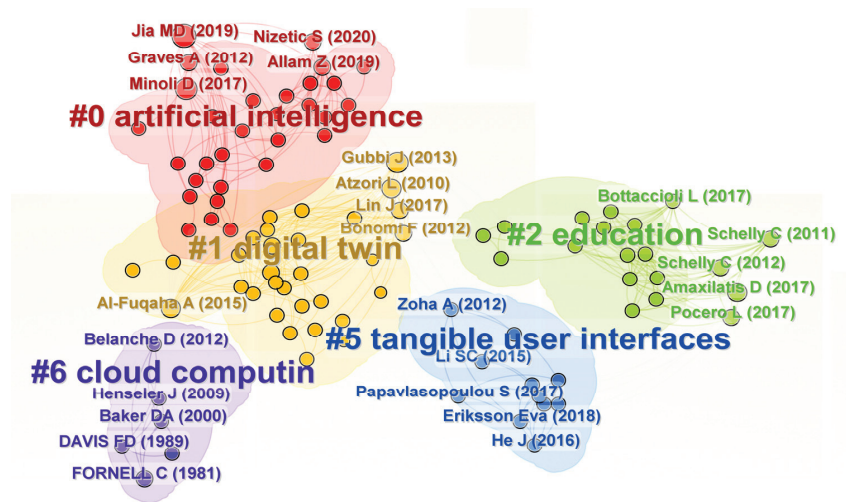 Jia MD (2019)
Nizetic S (2020)
Graves A (2012)
Allam Z (2019)
Minoli D (2017)
#0 artificial intelligence
Gubbi J (2013)
Atzori L (2010)
Lin J (2017)
Bonomi F (2012)
#1 digital twin
Al-Fuqaha A (2015)
Bottaccioli L (2017)
#2 education
Schelly C (2011)
Schelly C (2012)
Amaxilatis D (2017)
Pocero L (2017)
Zoha A (2012)
#5 tangible user interfaces
Li SC (2015)
Papavlasopoulou S (2017)
Eriksson Eva (2018)
He J (2016)
Belanche D (2012)
#6 cloud computin
Henseler J (2009)
Baker DA (2000)
DAVIS FD (1989)
FORNELL C (1981)